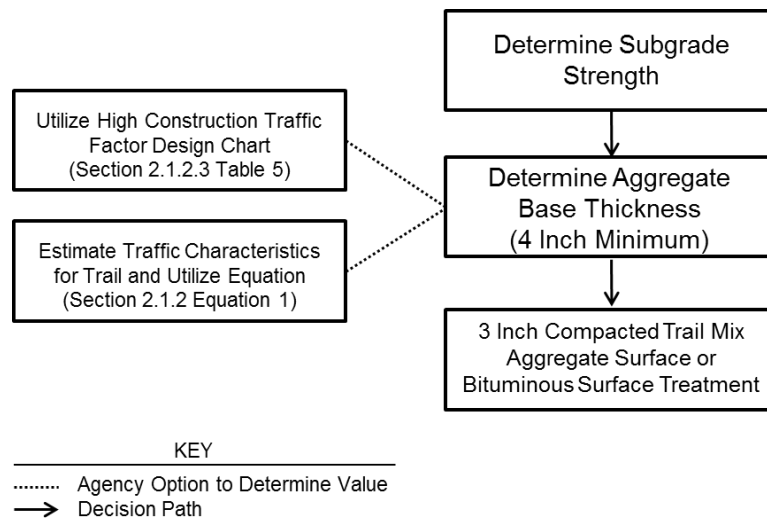 Determine Subgrade
Strength
Utilize High Construction Traffic
Factor Design Chart
(Section 2.1.2.3 Table 5)
Determine Aggregate
Base Thickness
(4 Inch Minimum)
Estimate Traffic Characteristics
for Trail and Utilize Equation
(Section 2.1.2 Equation 1)
3 Inch Compacted Trail Mix
Aggregate Surface or
Bituminous Surface Treatment
KEY
Agency Option to Determine Value
Decision Path